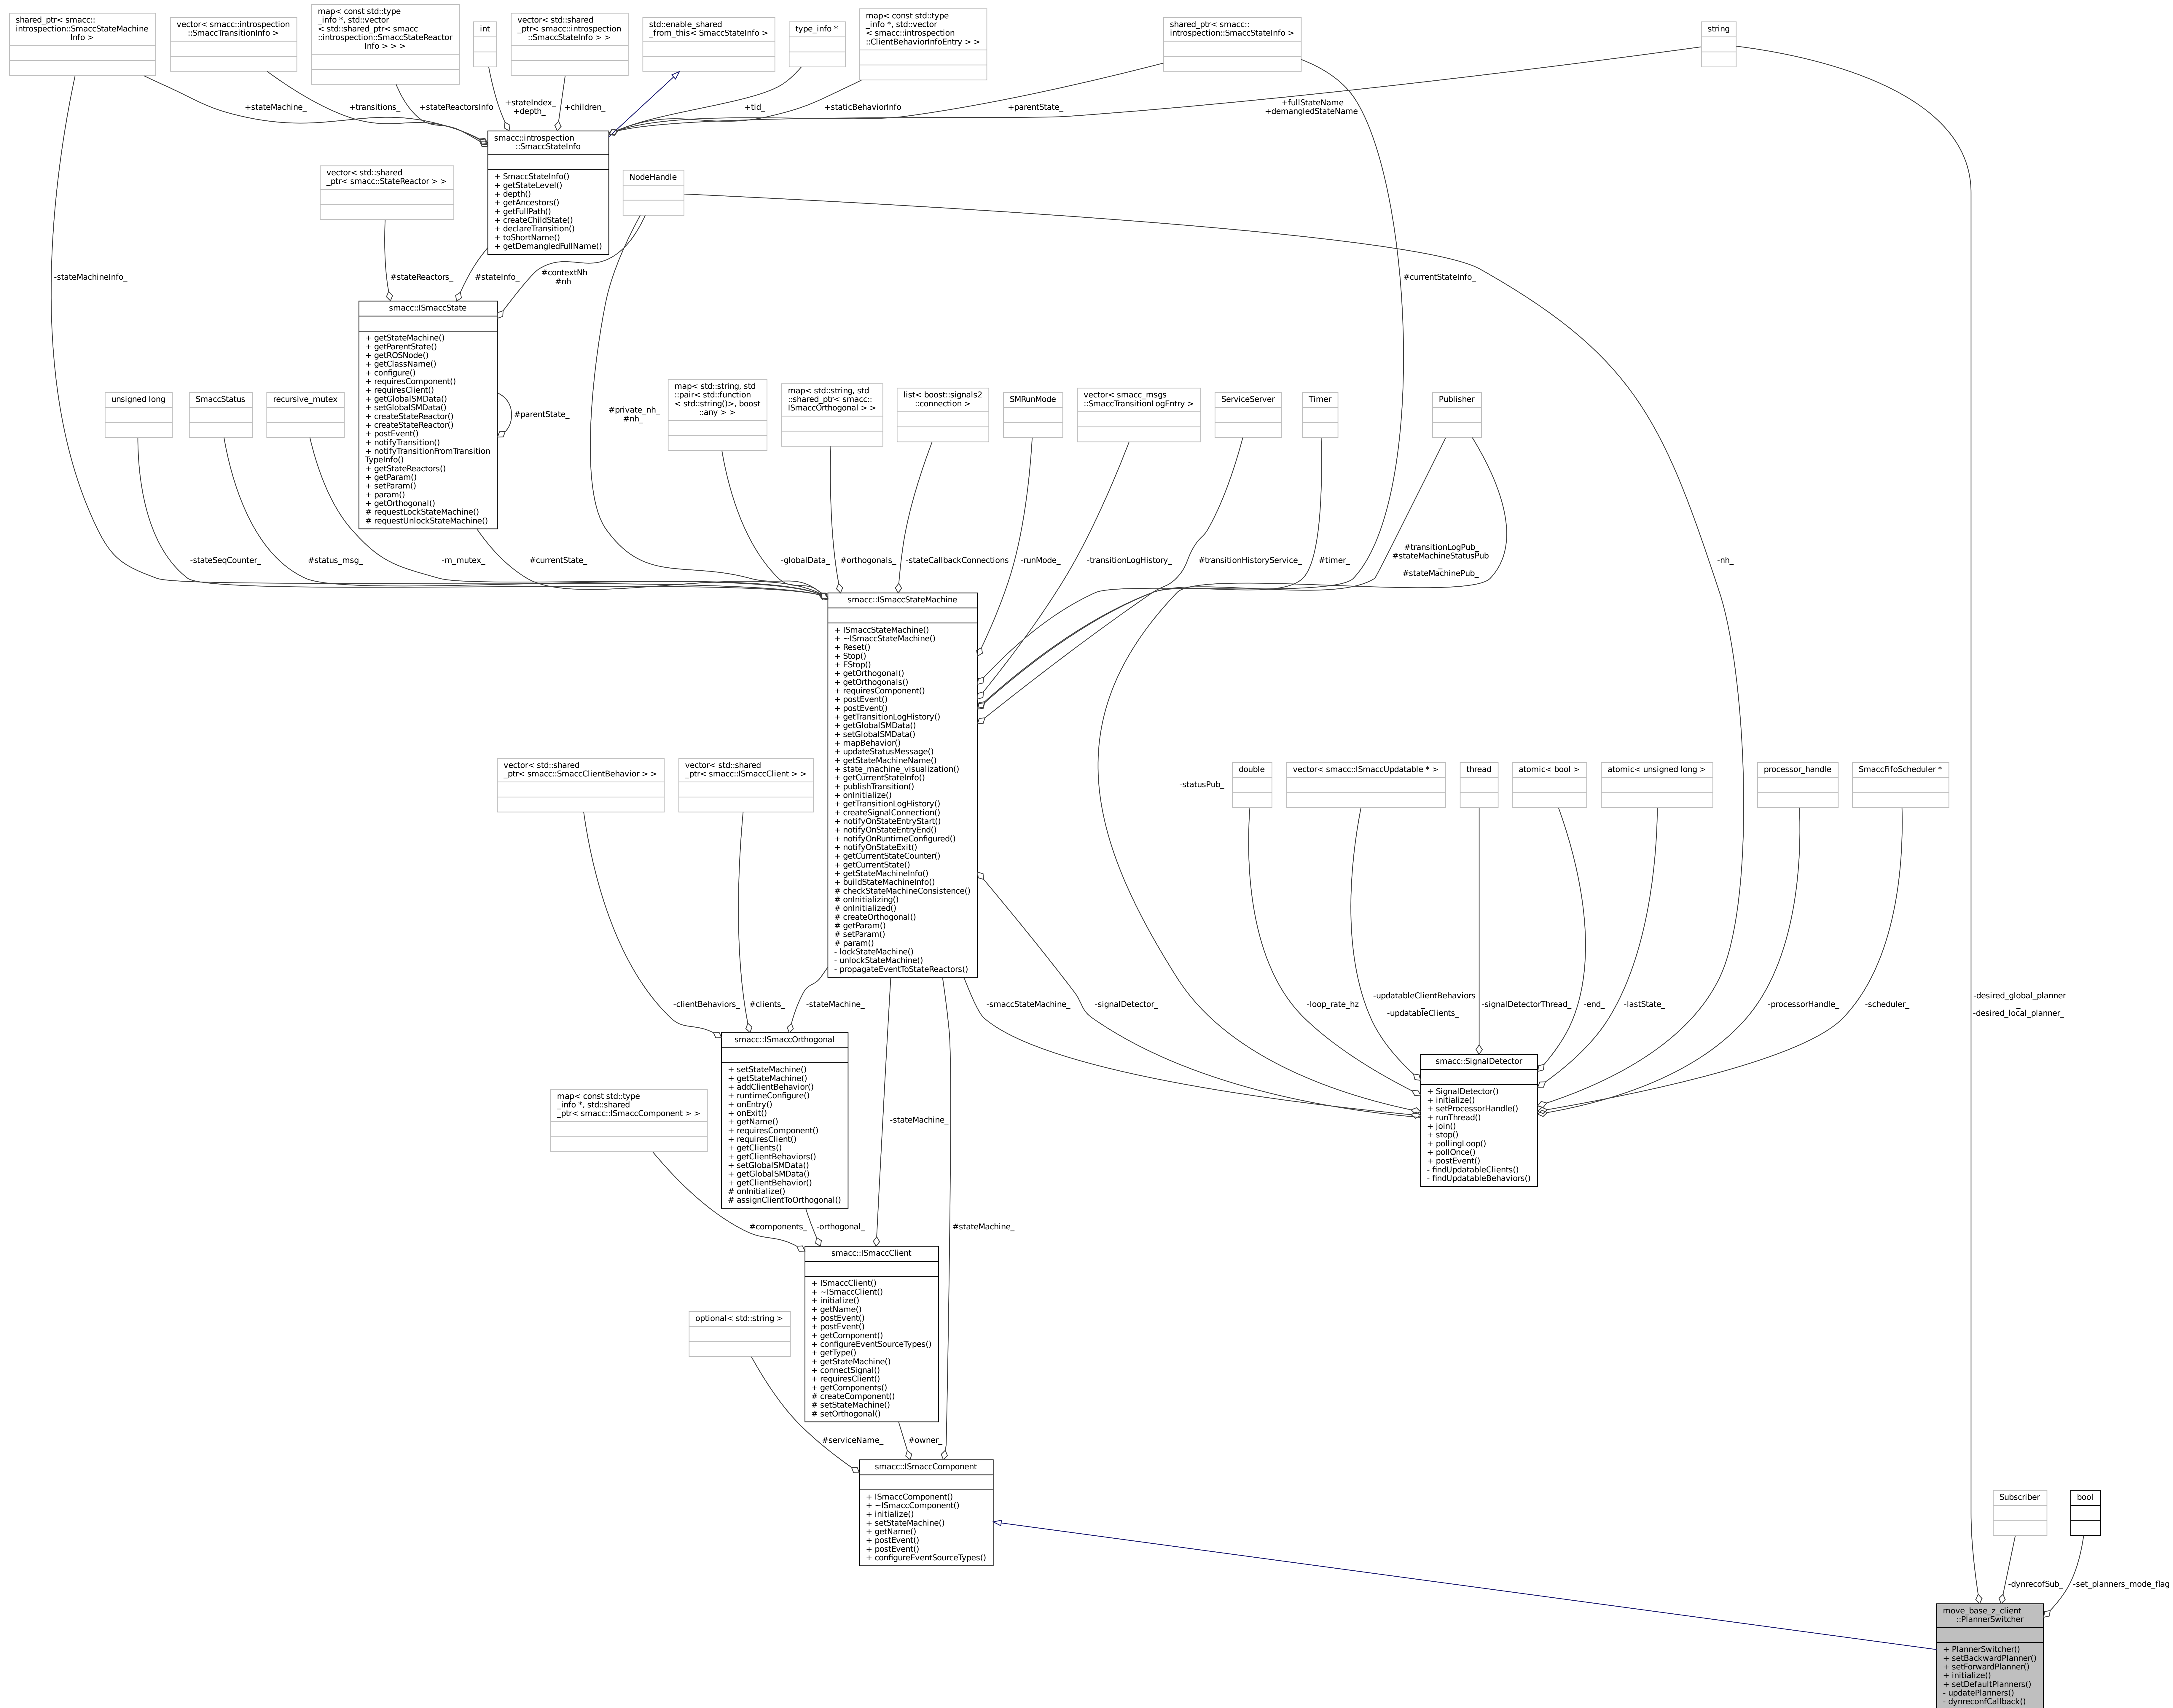 shared_ptr< smacc::
introspection::SmaccStateMachine
Info >
vector< smacc::introspection
::SmaccTransitionInfo >
map< const std::type
_info *, std::vector
< std::shared_ptr< smacc
::introspection::SmaccStateReactor
Info > > >
int
vector< std::shared
_ptr< smacc::introspection
::SmaccStateInfo > >
std::enable_shared
_from_this< SmaccStateInfo >
type_info *
map< const std::type
_info *, std::vector
< smacc::introspection
::ClientBehaviorInfoEntry > >
shared_ptr< smacc::
introspection::SmaccStateInfo >
string
+stateMachine_
+transitions_
+stateReactorsInfo
+stateIndex_
+depth_
+children_
+tid_
+staticBehaviorInfo
+parentState_
+fullStateName
+demangledStateName
smacc::introspection
::SmaccStateInfo
+ SmaccStateInfo()
+ getStateLevel()
+ depth()
+ getAncestors()
+ getFullPath()
+ createChildState()
+ declareTransition()
+ toShortName()
+ getDemangledFullName()
vector< std::shared
_ptr< smacc::StateReactor > >
NodeHandle
-stateMachineInfo_
#stateReactors_
#stateInfo_
#contextNh
#nh
#currentStateInfo_
smacc::ISmaccState
+ getStateMachine()
+ getParentState()
+ getROSNode()
+ getClassName()
+ configure()
+ requiresComponent()
+ requiresClient()
+ getGlobalSMData()
+ setGlobalSMData()
+ createStateReactor()
+ createStateReactor()
+ postEvent()
+ notifyTransition()
+ notifyTransitionFromTransition
TypeInfo()
+ getStateReactors()
+ getParam()
+ setParam()
+ param()
+ getOrthogonal()
# requestLockStateMachine()
# requestUnlockStateMachine()
#parentState_
unsigned long
SmaccStatus
recursive_mutex
#private_nh_
#nh_
map< std::string, std
::pair< std::function
< std::string()>, boost
::any > >
map< std::string, std
::shared_ptr< smacc::
ISmaccOrthogonal > >
list< boost::signals2
::connection >
SMRunMode
vector< smacc_msgs
::SmaccTransitionLogEntry >
ServiceServer
Timer
Publisher
-stateSeqCounter_
#status_msg_
-m_mutex_
#currentState_
-globalData_
#orthogonals_
-stateCallbackConnections
-runMode_
-transitionLogHistory_
#transitionHistoryService_
#timer_
#transitionLogPub_
#stateMachineStatusPub
_
#stateMachinePub_
-nh_
smacc::ISmaccStateMachine
+ ISmaccStateMachine()
+ ~ISmaccStateMachine()
+ Reset()
+ Stop()
+ EStop()
+ getOrthogonal()
+ getOrthogonals()
+ requiresComponent()
+ postEvent()
+ postEvent()
+ getTransitionLogHistory()
+ getGlobalSMData()
+ setGlobalSMData()
+ mapBehavior()
+ updateStatusMessage()
+ getStateMachineName()
+ state_machine_visualization()
+ getCurrentStateInfo()
+ publishTransition()
+ onInitialize()
+ getTransitionLogHistory()
+ createSignalConnection()
+ notifyOnStateEntryStart()
+ notifyOnStateEntryEnd()
+ notifyOnRuntimeConfigured()
+ notifyOnStateExit()
+ getCurrentStateCounter()
+ getCurrentState()
+ getStateMachineInfo()
+ buildStateMachineInfo()
# checkStateMachineConsistence()
# onInitializing()
# onInitialized()
# createOrthogonal()
# getParam()
# setParam()
# param()
- lockStateMachine()
- unlockStateMachine()
- propagateEventToStateReactors()
vector< std::shared
_ptr< smacc::SmaccClientBehavior > >
vector< std::shared
_ptr< smacc::ISmaccClient > >
-statusPub_
double
vector< smacc::ISmaccUpdatable * >
thread
atomic< bool >
atomic< unsigned long >
processor_handle
SmaccFifoScheduler *
-clientBehaviors_
#clients_
-stateMachine_
-smaccStateMachine_
-signalDetector_
-loop_rate_hz
-updatableClientBehaviors
_
-updatableClients_
-signalDetectorThread_
-end_
-lastState_
-processorHandle_
-scheduler_
-desired_global_planner
_
-desired_local_planner_
smacc::ISmaccOrthogonal
+ setStateMachine()
+ getStateMachine()
+ addClientBehavior()
+ runtimeConfigure()
+ onEntry()
+ onExit()
+ getName()
+ requiresComponent()
+ requiresClient()
+ getClients()
+ getClientBehaviors()
+ setGlobalSMData()
+ getGlobalSMData()
+ getClientBehavior()
# onInitialize()
# assignClientToOrthogonal()
smacc::SignalDetector
+ SignalDetector()
+ initialize()
+ setProcessorHandle()
+ runThread()
+ join()
+ stop()
+ pollingLoop()
+ pollOnce()
+ postEvent()
- findUpdatableClients()
- findUpdatableBehaviors()
map< const std::type
_info *, std::shared
_ptr< smacc::ISmaccComponent > >
-stateMachine_
#components_
-orthogonal_
#stateMachine_
smacc::ISmaccClient
+ ISmaccClient()
+ ~ISmaccClient()
+ initialize()
+ getName()
+ postEvent()
+ postEvent()
+ getComponent()
+ configureEventSourceTypes()
+ getType()
+ getStateMachine()
+ connectSignal()
+ requiresClient()
+ getComponents()
# createComponent()
# setStateMachine()
# setOrthogonal()
optional< std::string >
#serviceName_
#owner_
smacc::ISmaccComponent
+ ISmaccComponent()
+ ~ISmaccComponent()
+ initialize()
+ setStateMachine()
+ getName()
+ postEvent()
+ postEvent()
+ configureEventSourceTypes()
Subscriber
bool
-dynrecofSub_
-set_planners_mode_flag
move_base_z_client
::PlannerSwitcher
+ PlannerSwitcher()
+ setBackwardPlanner()
+ setForwardPlanner()
+ initialize()
+ setDefaultPlanners()
- updatePlanners()
- dynreconfCallback()